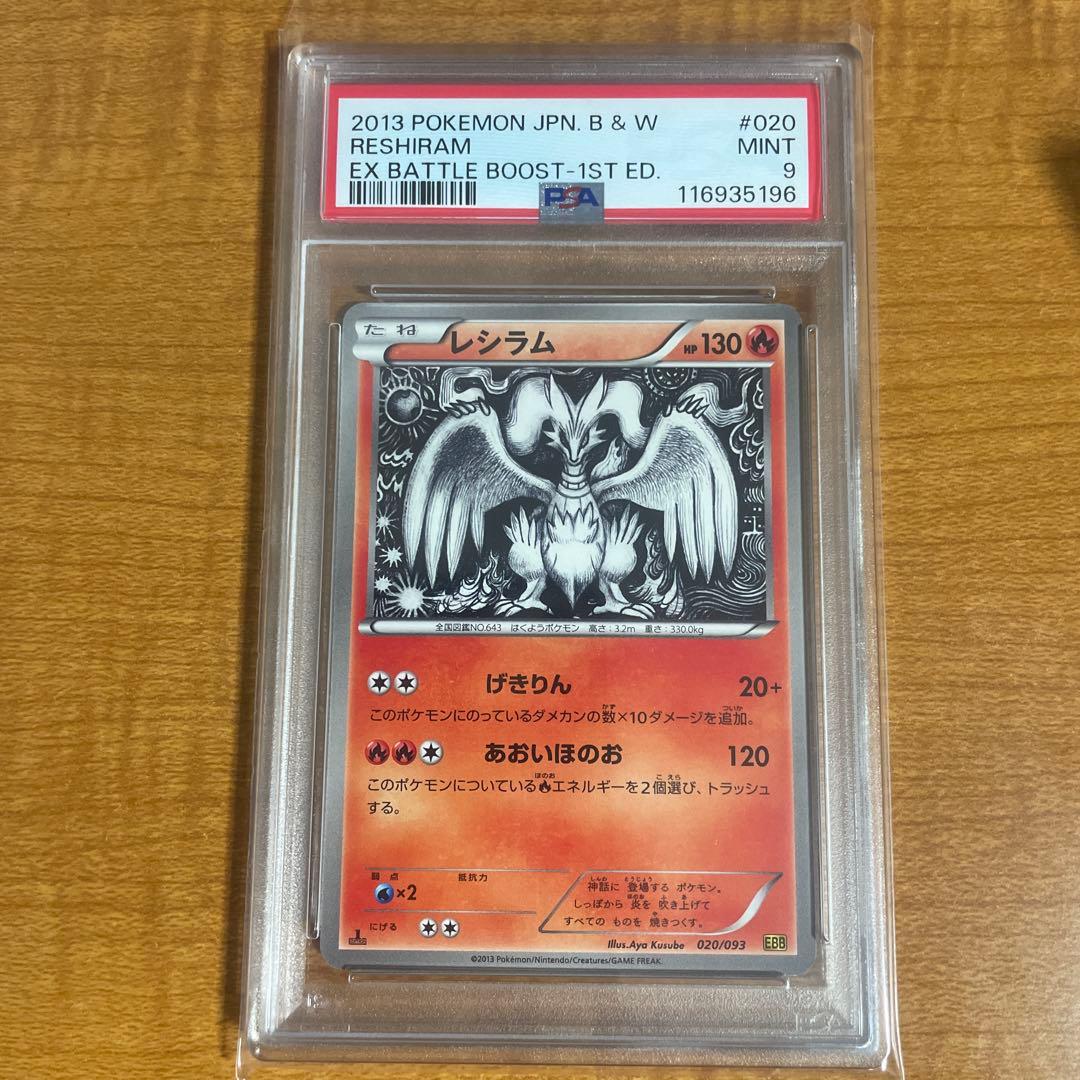 2013 POKEMON JPN. B & W #020
RESHIRAM MINT
EX BATTLE BOOST-1ST ED. 9
PSA 116935196
たね レシラム HP 130
全国図鑑NO.643 はくようポケモン 高さ:3.2m 重さ:330.0kg
げきりん 20+
このポケモンにのっているダメカンの数×10ダメージを追加。
あおいほのお 120
このポケモンについているエネルギーを2個選び、トラッシュ
する。
弱点 抵抗力
×2
神話に 登場する ポケモン。
しっぽから 炎を 吹き上げて
すべての ものを 焼きつくす。
にげる
1
Illus.Aya Kusube 020/093 EBB
©2013 Pokémon/Nintendo/Creatures/GAME FREAK.